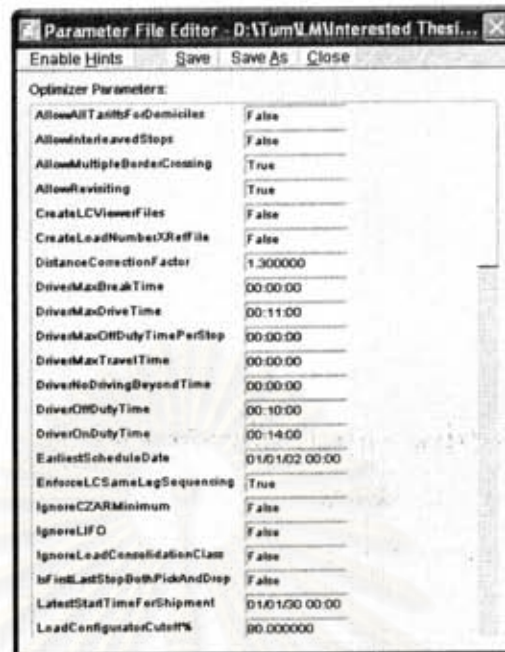 Parameter File Editor - D:\Tum\LM\Interested Thesi...
Enable Hints Save Save As Close
Optimizer Parameters:
AllowAllTariffsForDomiciles False
AllowInterleavedStops False
AllowMultipleBorderCrossing True
AllowRevisiting True
CreateLCViewerFiles False
CreateLoadNumberXRefFile False
DistanceCorrectionFactor 1.300000
DriverMaxBreakTime 00:00:00
DriverMaxDriveTime 00:11:00
DriverMaxOffDutyTimePerStop 00:00:00
DriverMaxTravelTime 00:00:00
DriverNoDrivingBeyondTime 00:00:00
DriverOffDutyTime 00:10:00
DriverOnDutyTime 00:14:00
EarliestScheduleDate 01/01/02 00:00
EnforceLCSameLegSequencing True
IgnoreCZARMinimum False
IgnoreLIFO False
IgnoreLoadConsolidationClass False
IsFirstLastStopBothPickAndDrop False
LatestStartTimeForShipment 01/01/30 00:00
LoadConfiguratorCutoff% 80.000000